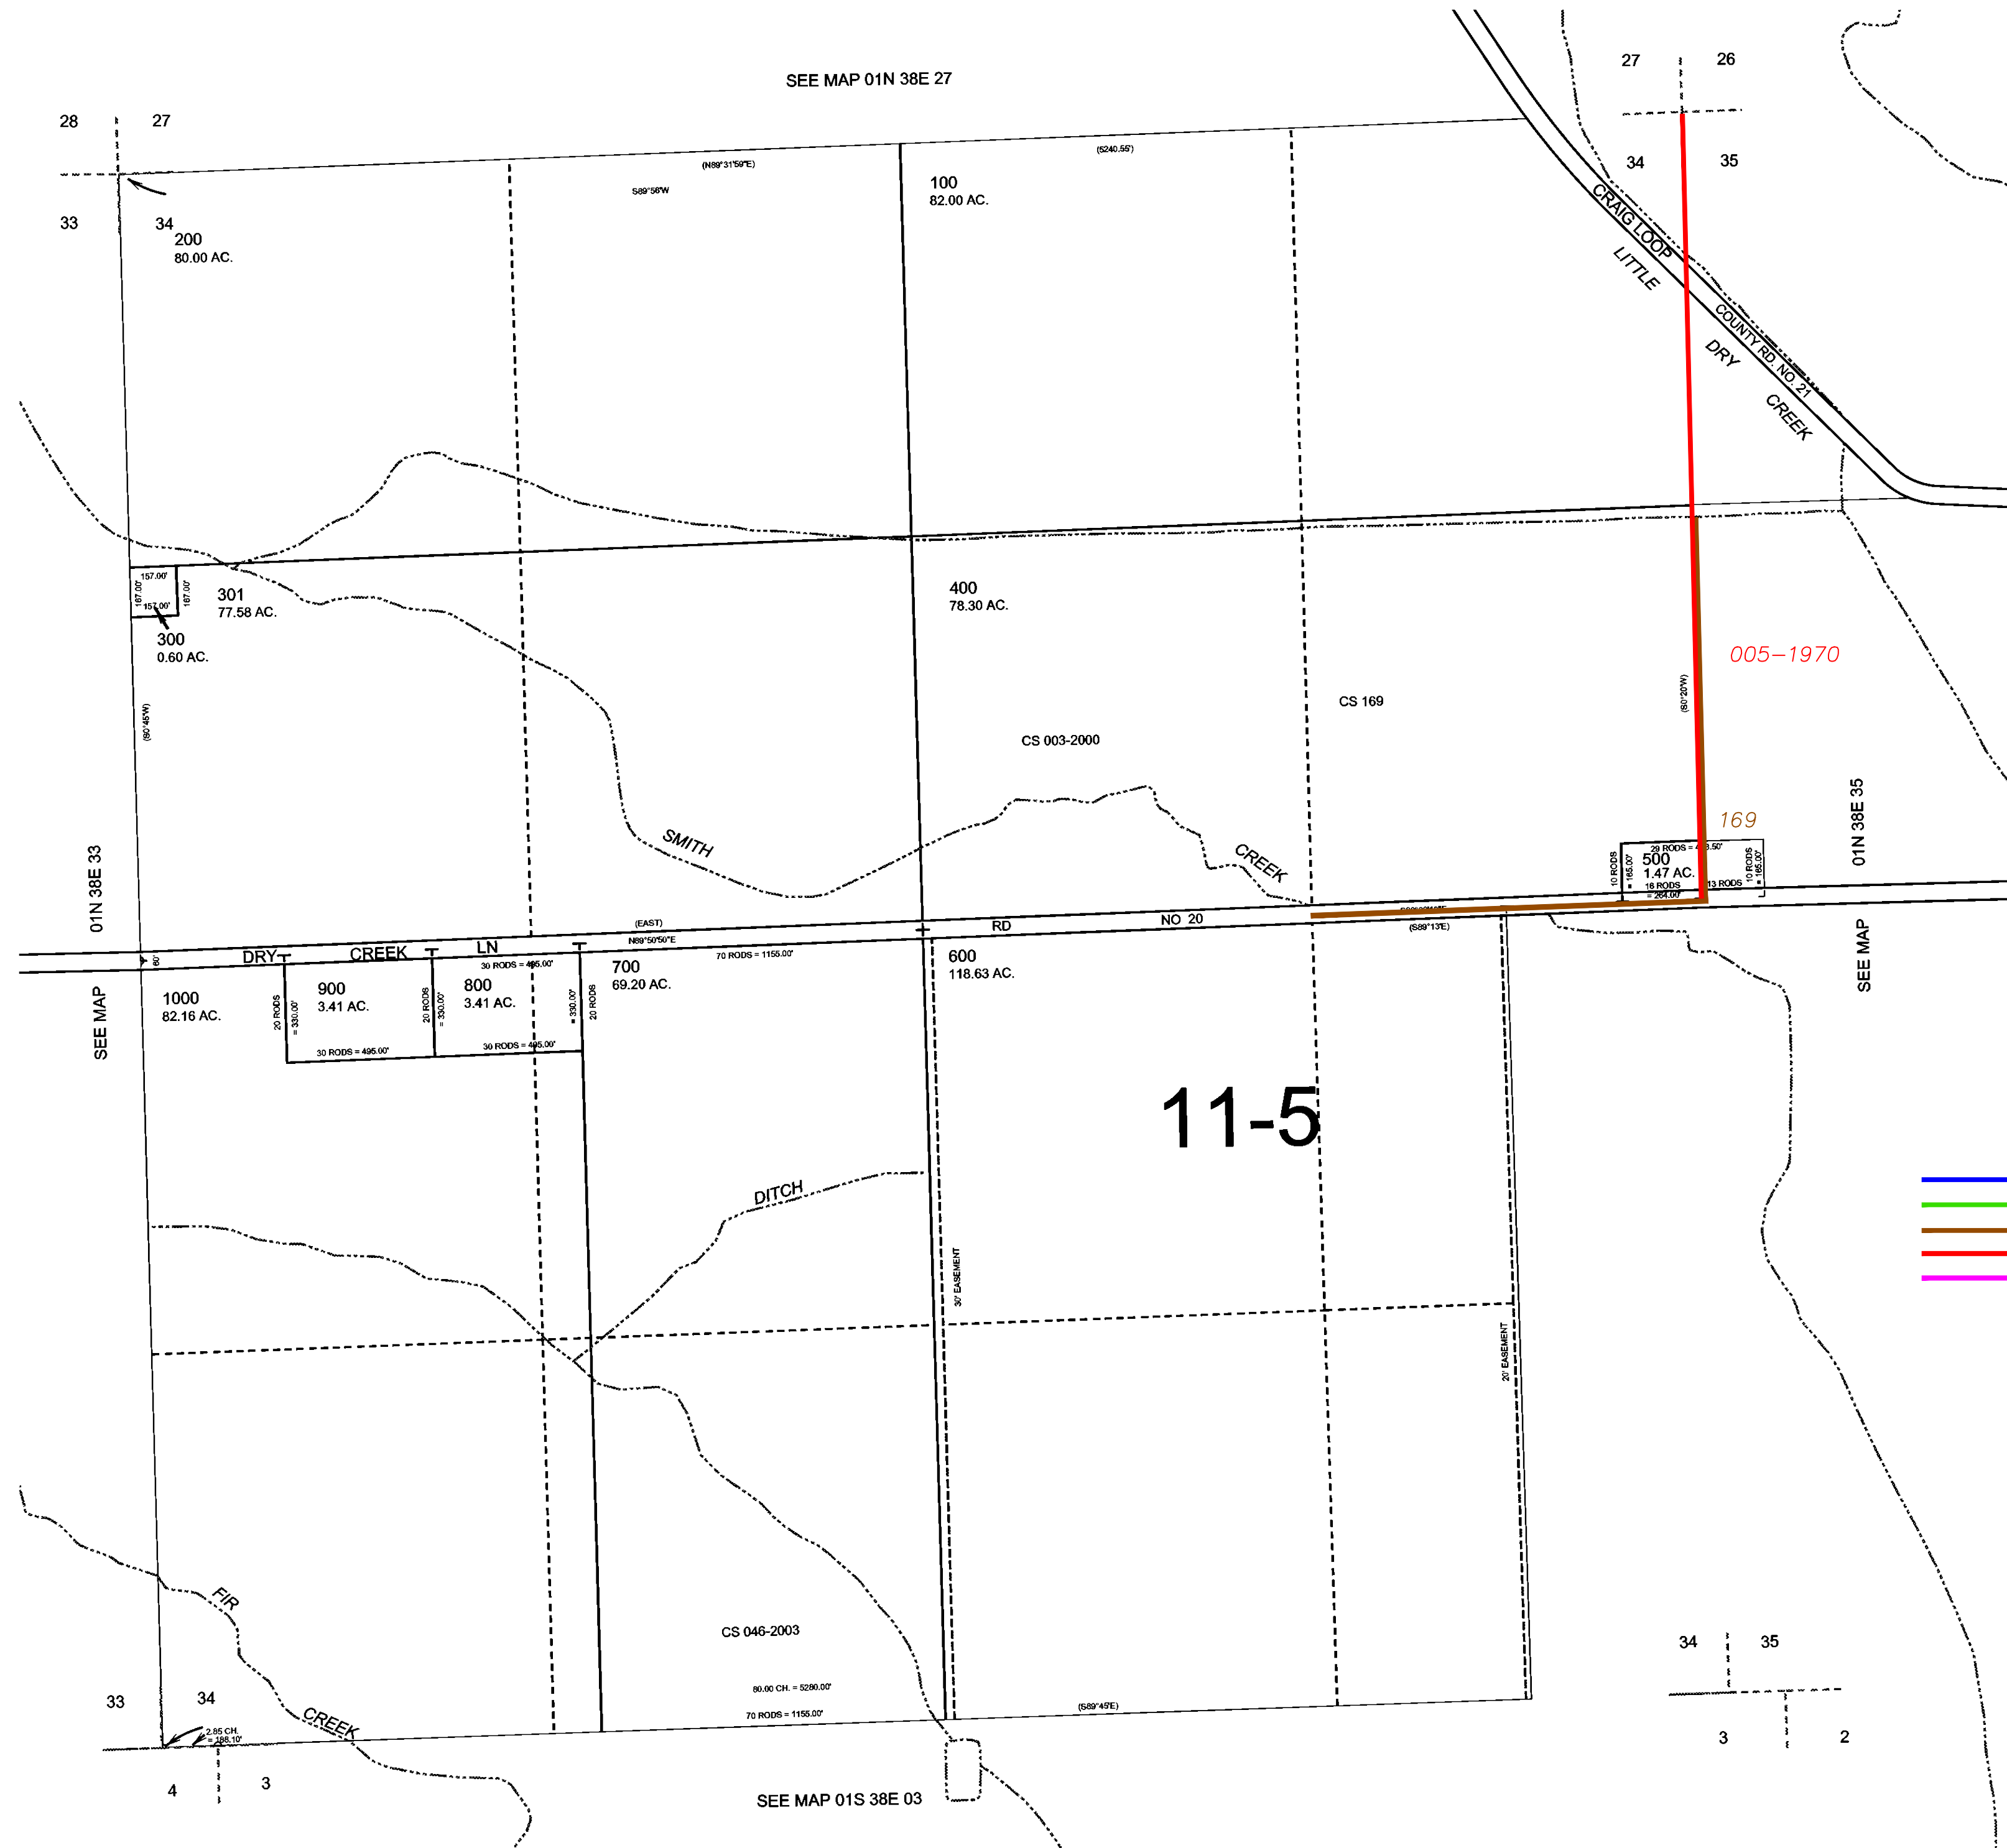 SEE MAP 01N 38E 27
27
26
28
27
34
35
33
34
(N89°31'59"E)
(5240.55')
S89°56'W
100
82.00 AC.
200
80.00 AC.
CRAIG LOOP
COUNTY RD. NO. 21
LITTLE
DRY
CREEK
157.00'
167.00'
167.00'
157.00'
301
77.58 AC.
300
0.60 AC.
400
78.30 AC.
005-1970
(S0°20'W)
(S0°45'W)
CS 169
CS 003-2000
169
01N 38E 35
SEE MAP
SMITH
CREEK
29 RODS =
10 RODS
= 165.00'
500
1.47 AC.
16 RODS
= 264.00'
13 RODS
10 RODS
= 165.00'
01N 38E 33
SEE MAP
(EAST)
N89°50'50"E
DRY CREEK LN
RD
NO 20
(S89°13'E)
60'
30 RODS = 495.00'
70 RODS = 1155.00'
1000
82.16 AC.
900
3.41 AC.
800
3.41 AC.
700
69.20 AC.
600
118.63 AC.
20 RODS
= 330.00'
20 RODS
= 330.00'
= 330.00'
20 RODS
30 RODS = 495.00'
30 RODS = 495.00'
11-5
DITCH
30' EASEMENT
20' EASEMENT
FIR
CREEK
CS 046-2003
80.00 CH. = 5280.00'
70 RODS = 1155.00'
(S89°45'E)
34
35
33
34
2.85 CH.
= 188.10'
3
2
4
3
SEE MAP 01S 38E 03